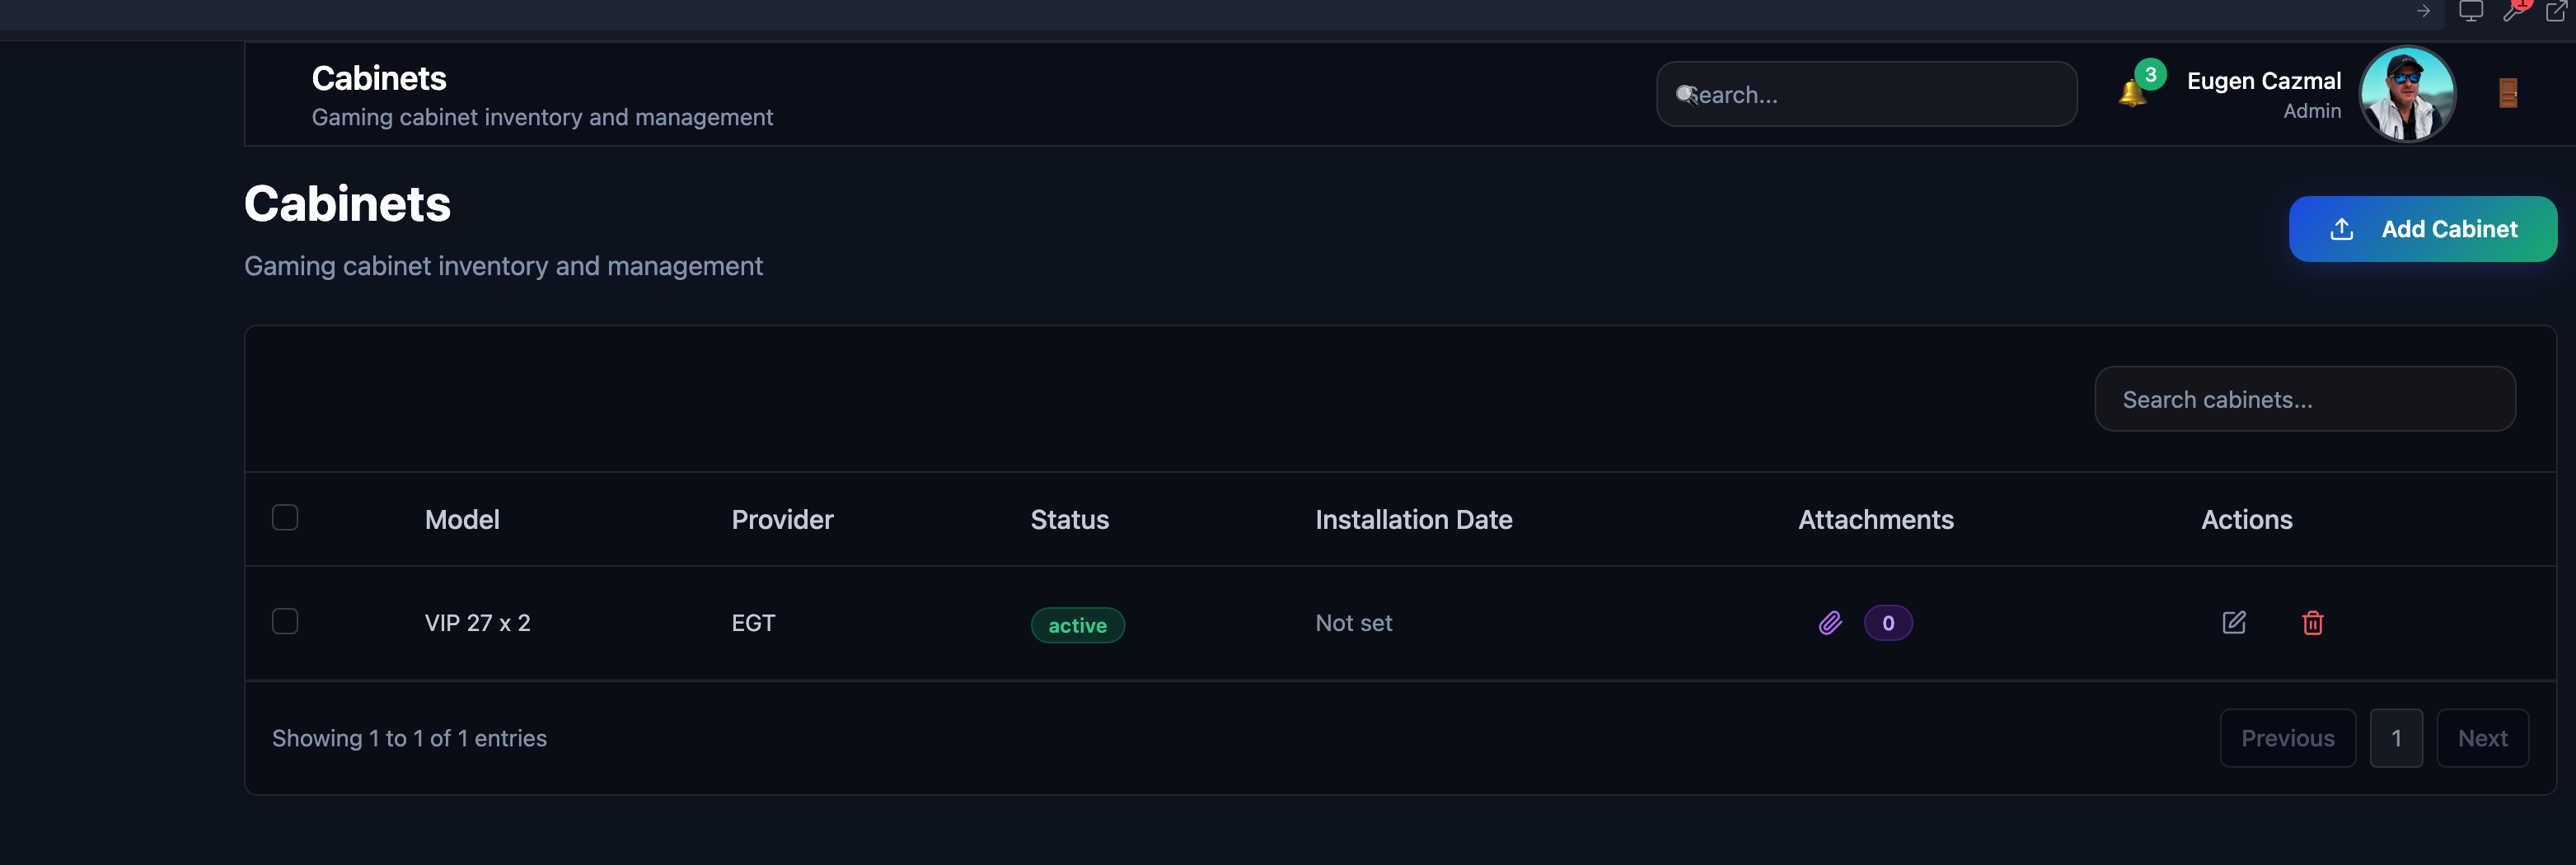 1
Cabinets
Gaming cabinet inventory and management
Search...
3
Eugen Cazmal
Admin
Cabinets
Gaming cabinet inventory and management
Add Cabinet
Search cabinets...
Model Provider Status Installation Date Attachments Actions
VIP 27 x 2 EGT active Not set 0
Showing 1 to 1 of 1 entries
Previous 1 Next